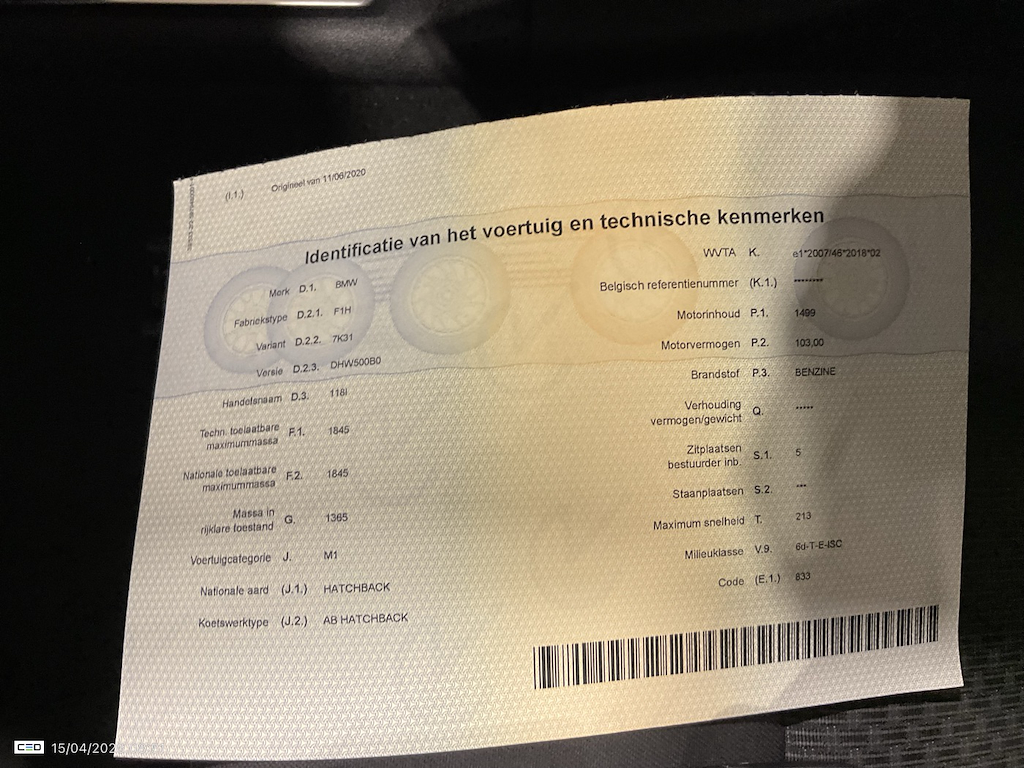 (I.1.) Origineel van 11/06/2020
Identificatie van het voertuig en technische kenmerken
Merk D.1. BMW
Fabriekstype D.2.1. F1H
Variant D.2.2. 7K31
Versie D.2.3. DHW500B0
Handelsnaam D.3. 118I
Techn. toelaatbare
maximummassa F.1. 1845
Nationale toelaatbare
maximummassa F.2. 1845
Massa in
rijklare toestand G. 1365
Voertuigcategorie J. M1
Nationale aard (J.1.) HATCHBACK
Koetswerktype (J.2.) AB HATCHBACK
WVTA K. e1*2007/46*2018*02
Belgisch referentienummer (K.1.) ********
Motorinhoud P.1. 1499
Motorvermogen P.2. 103,00
Brandstof P.3. BENZINE
Verhouding
vermogen/gewicht Q. *****
Zitplaatsen
bestuurder inb. S.1. 5
Staanplaatsen S.2. ***
Maximum snelheid T. 213
Milieuklasse V.9. 6d-T-E-ISC
Code (E.1.) 833
CED 15/04/202